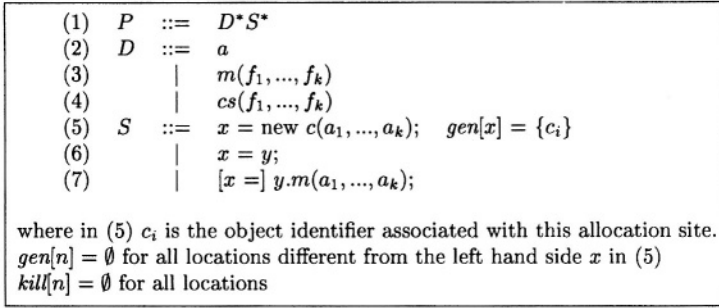 (1) P ::= D*S*
(2) D ::= a
(3) | m(f₁,...,fₖ)
(4) | cs(f₁,...,fₖ)
(5) S ::= x = new c(a₁,...,aₖ); gen[x] = {cᵢ}
(6) | x = y;
(7) | [x =] y.m(a₁,...,aₖ);
where in (5) cᵢ is the object identifier associated with this allocation site.
gen[n] = ∅ for all locations different from the left hand side x in (5)
kill[n] = ∅ for all locations